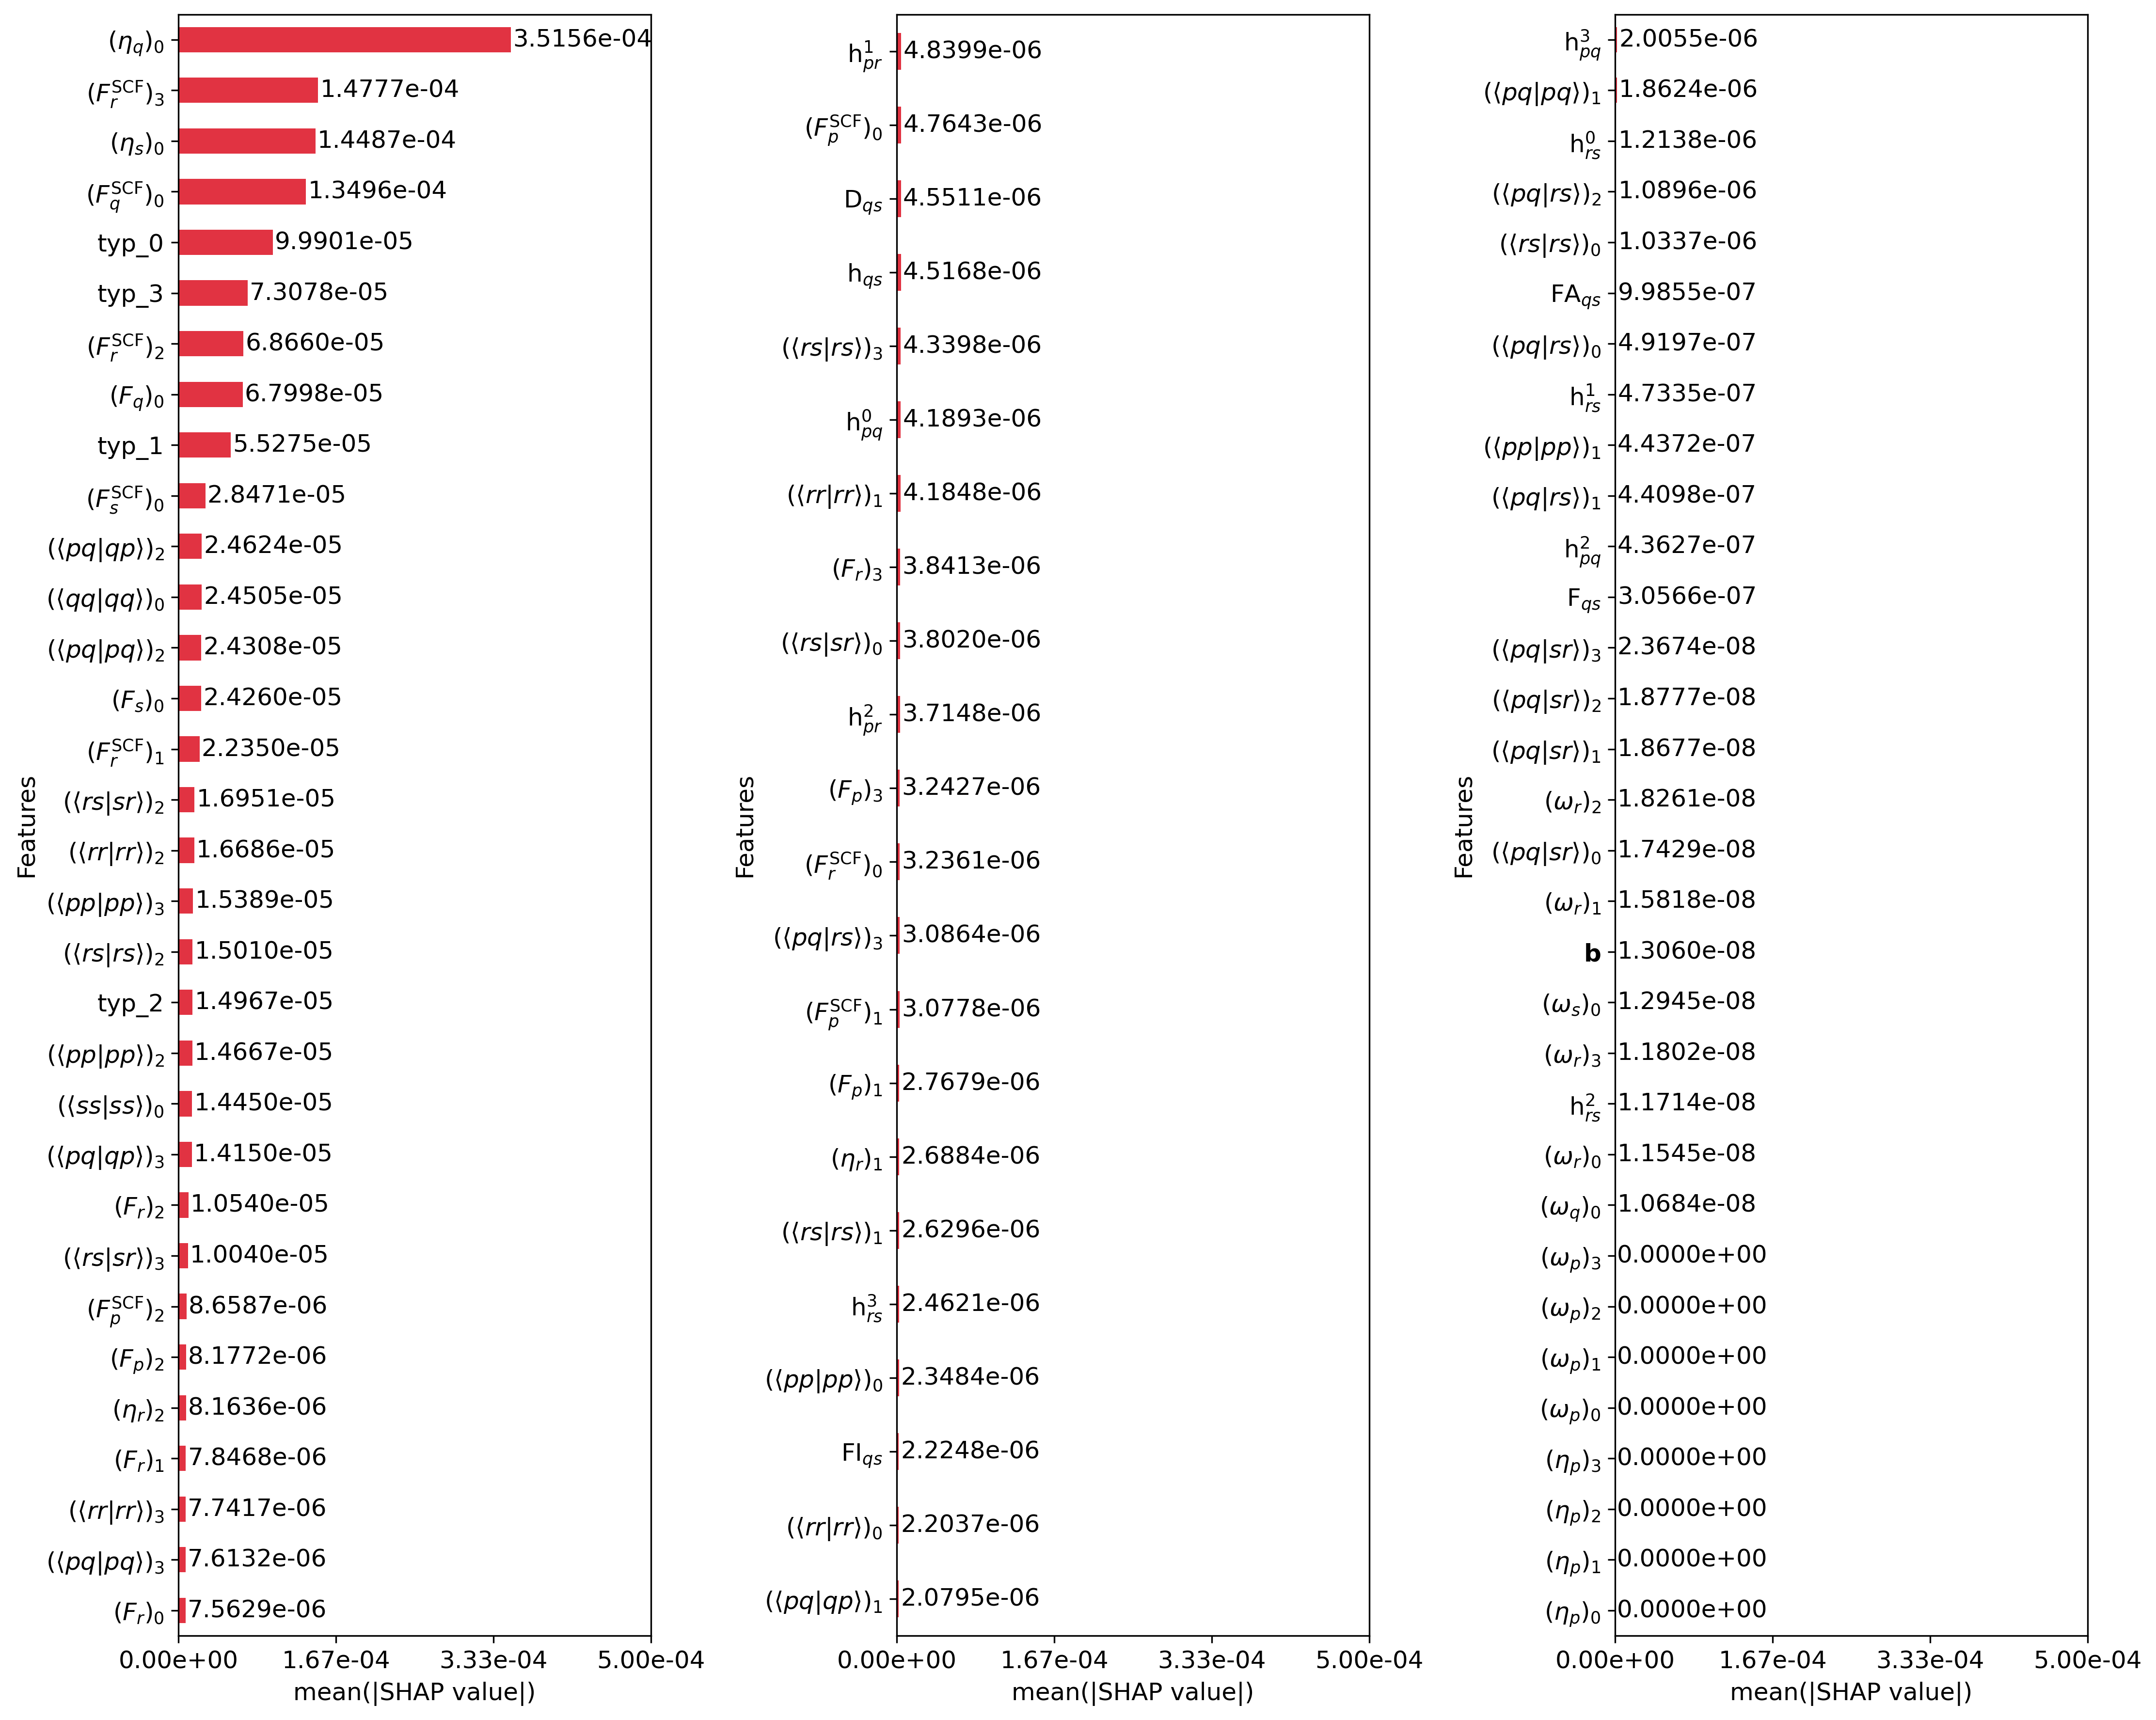 (η_q)_0 3.5156e-04
(F_r^SCF)_3 1.4777e-04
(η_s)_0 1.4487e-04
(F_q^SCF)_0 1.3496e-04
typ_0 9.9901e-05
typ_3 7.3078e-05
(F_r^SCF)_2 6.8660e-05
(F_q)_0 6.7998e-05
typ_1 5.5275e-05
(F_s^SCF)_0 2.8471e-05
(⟨pq|qp⟩)_2 2.4624e-05
(⟨qq|qq⟩)_0 2.4505e-05
(⟨pq|pq⟩)_2 2.4308e-05
(F_s)_0 2.4260e-05
(F_r^SCF)_1 2.2350e-05
(⟨rs|sr⟩)_2 1.6951e-05
(⟨rr|rr⟩)_2 1.6686e-05
(⟨pp|pp⟩)_3 1.5389e-05
(⟨rs|rs⟩)_2 1.5010e-05
typ_2 1.4967e-05
(⟨pp|pp⟩)_2 1.4667e-05
(⟨ss|ss⟩)_0 1.4450e-05
(⟨pq|qp⟩)_3 1.4150e-05
(F_r)_2 1.0540e-05
(⟨rs|sr⟩)_3 1.0040e-05
(F_p^SCF)_2 8.6587e-06
(F_p)_2 8.1772e-06
(η_r)_2 8.1636e-06
(F_r)_1 7.8468e-06
(⟨rr|rr⟩)_3 7.7417e-06
(⟨pq|pq⟩)_3 7.6132e-06
(F_r)_0 7.5629e-06
Features
0.00e+00 1.67e-04 3.33e-04 5.00e-04
mean(|SHAP value|)
h_pr^1 4.8399e-06
(F_p^SCF)_0 4.7643e-06
D_qs 4.5511e-06
h_qs 4.5168e-06
(⟨rs|rs⟩)_3 4.3398e-06
h_pq^0 4.1893e-06
(⟨rr|rr⟩)_1 4.1848e-06
(F_r)_3 3.8413e-06
(⟨rs|sr⟩)_0 3.8020e-06
h_pr^2 3.7148e-06
(F_p)_3 3.2427e-06
(F_r^SCF)_0 3.2361e-06
(⟨pq|rs⟩)_3 3.0864e-06
(F_p^SCF)_1 3.0778e-06
(F_p)_1 2.7679e-06
(η_r)_1 2.6884e-06
(⟨rs|rs⟩)_1 2.6296e-06
h_rs^3 2.4621e-06
(⟨pp|pp⟩)_0 2.3484e-06
FI_qs 2.2248e-06
(⟨rr|rr⟩)_0 2.2037e-06
(⟨pq|qp⟩)_1 2.0795e-06
Features
0.00e+00 1.67e-04 3.33e-04 5.00e-04
mean(|SHAP value|)
h_pq^3 2.0055e-06
(⟨pq|pq⟩)_1 1.8624e-06
h_rs^0 1.2138e-06
(⟨pq|rs⟩)_2 1.0896e-06
(⟨rs|rs⟩)_0 1.0337e-06
FA_qs 9.9855e-07
(⟨pq|rs⟩)_0 4.9197e-07
h_rs^1 4.7335e-07
(⟨pp|pp⟩)_1 4.4372e-07
(⟨pq|rs⟩)_1 4.4098e-07
h_pq^2 4.3627e-07
F_qs 3.0566e-07
(⟨pq|sr⟩)_3 2.3674e-08
(⟨pq|sr⟩)_2 1.8777e-08
(⟨pq|sr⟩)_1 1.8677e-08
(ω_r)_2 1.8261e-08
(⟨pq|sr⟩)_0 1.7429e-08
(ω_r)_1 1.5818e-08
b 1.3060e-08
(ω_s)_0 1.2945e-08
(ω_r)_3 1.1802e-08
h_rs^2 1.1714e-08
(ω_r)_0 1.1545e-08
(ω_q)_0 1.0684e-08
(ω_p)_3 0.0000e+00
(ω_p)_2 0.0000e+00
(ω_p)_1 0.0000e+00
(ω_p)_0 0.0000e+00
(η_p)_3 0.0000e+00
(η_p)_2 0.0000e+00
(η_p)_1 0.0000e+00
(η_p)_0 0.0000e+00
Features
0.00e+00 1.67e-04 3.33e-04 5.00e-04
mean(|SHAP value|)